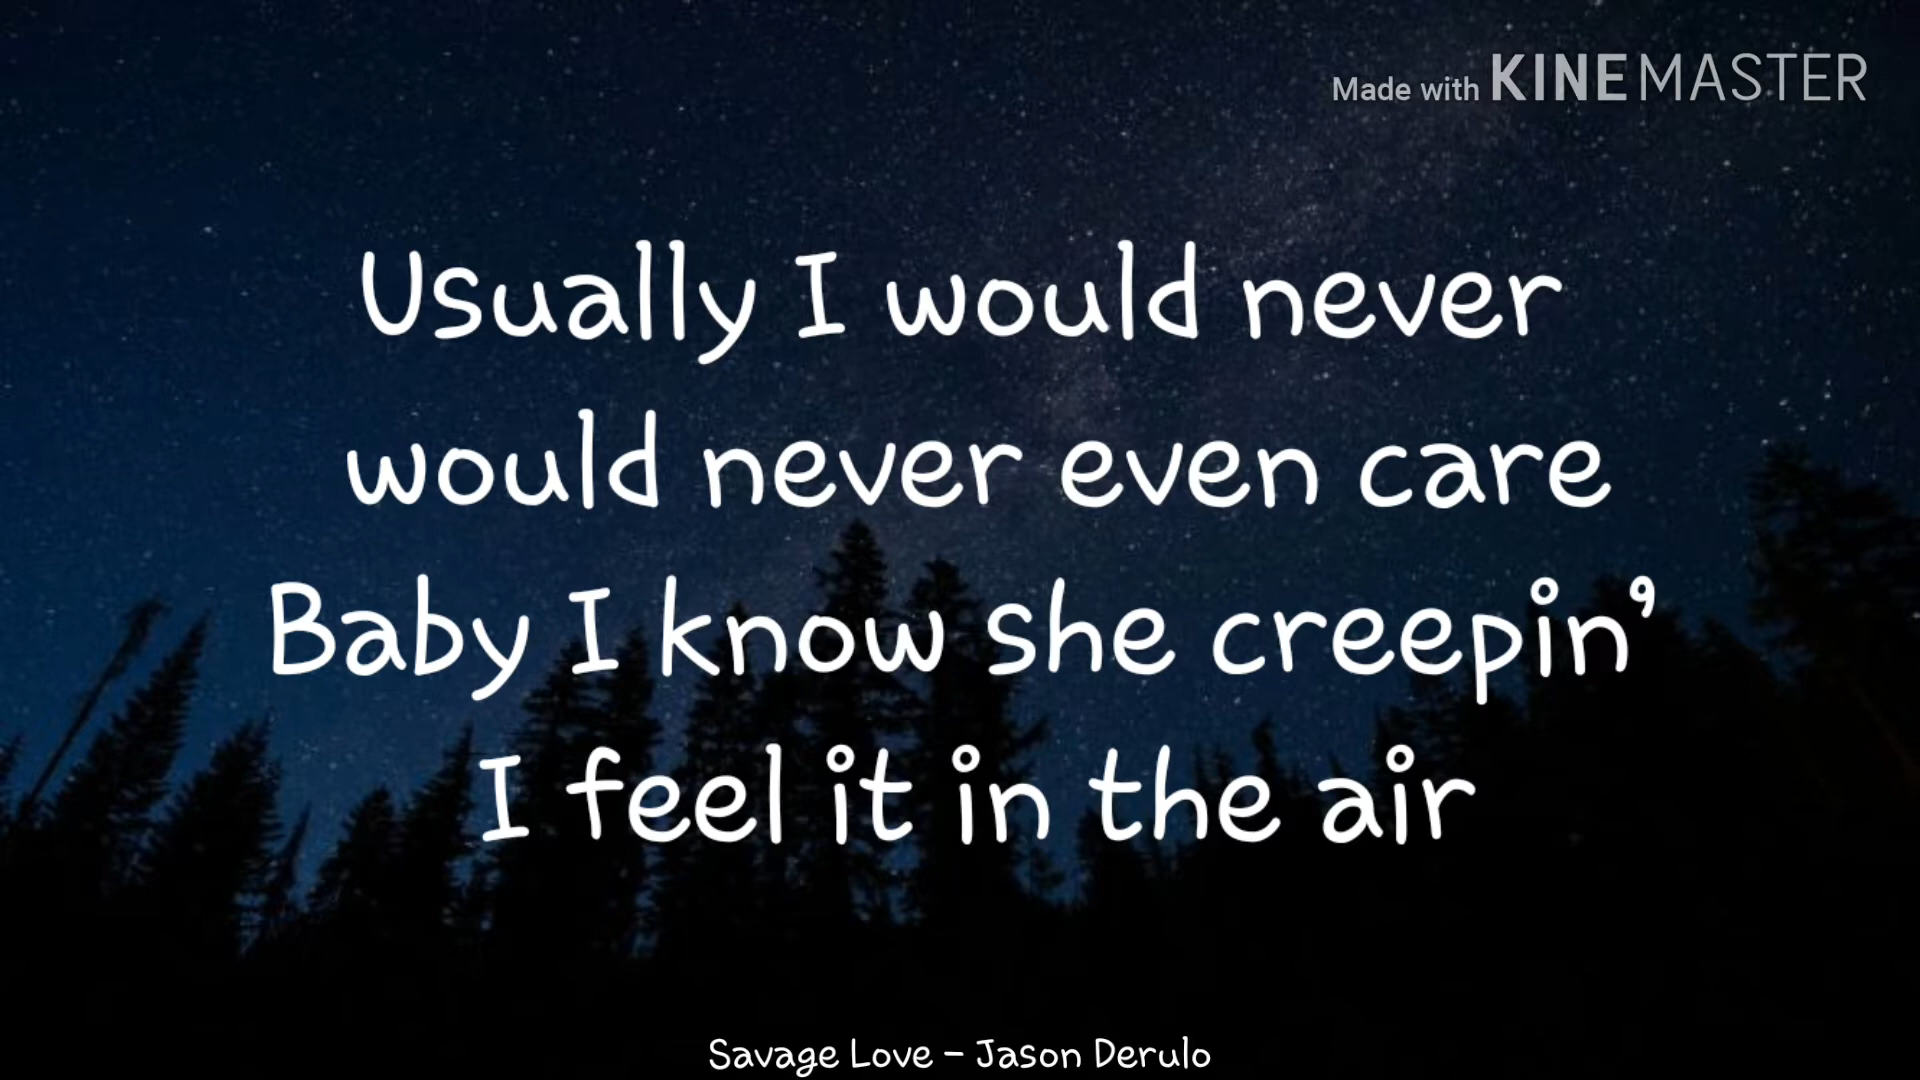 Made with KINEMASTER
Usually I would never
would never even care
Baby I know she creepin’
I feel it in the air
Savage Love - Jason Derulo